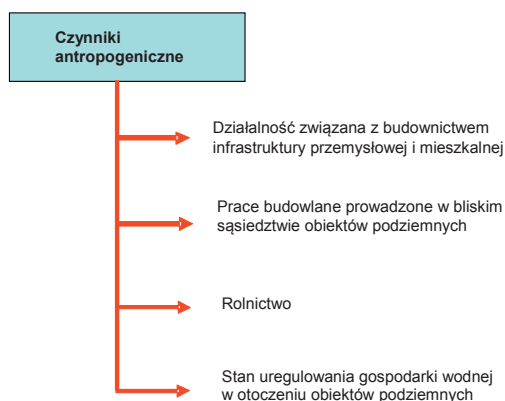 Czynniki
antropogeniczne
Działalność związana z budownictwem
infrastruktury przemysłowej i mieszkalnej
Prace budowlane prowadzone w bliskim
sąsiedztwie obiektów podziemnych
Rolnictwo
Stan uregulowania gospodarki wodnej
w otoczeniu obiektów podziemnych